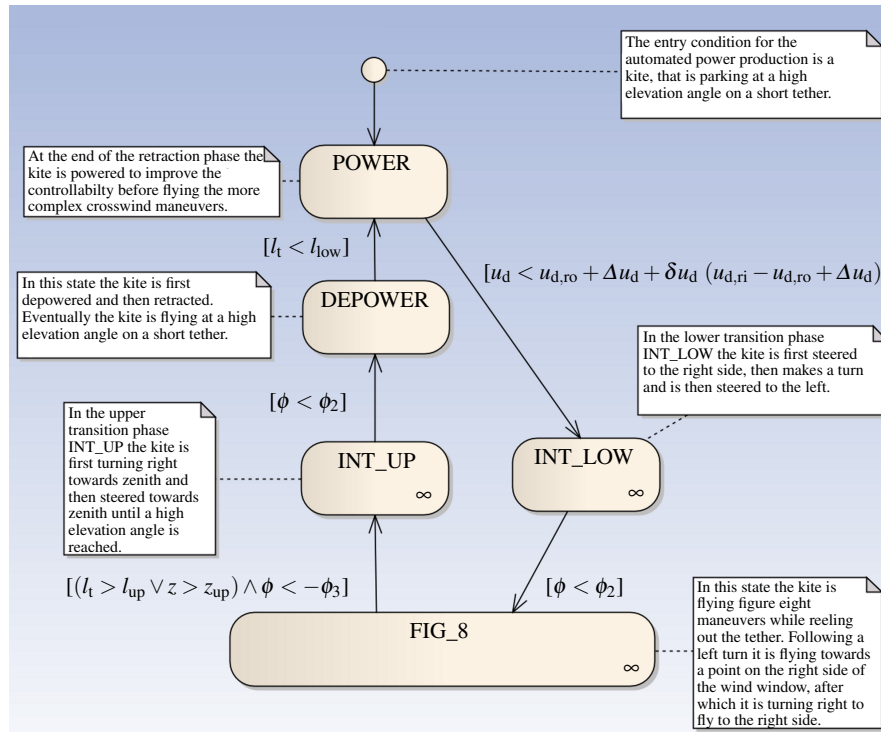 The entry condition for the
automated power production is a
kite, that is parking at a high
elevation angle on a short tether.
At the end of the retraction phase the
kite is powered to improve the
controllabilty before flying the more
complex crosswind maneuvers.
POWER
[l_t < l_low]
[u_d < u_d,ro + Δu_d + δu_d (u_d,ri − u_d,ro + Δu_d)
In this state the kite is first
depowered and then retracted.
Eventually the kite is flying at a high
elevation angle on a short tether.
DEPOWER
In the lower transition phase
INT_LOW the kite is first steered
to the right side, then makes a turn
and is then steered to the left.
[ϕ < ϕ_2]
In the upper
transition phase
INT_UP the kite is
first turning right
towards zenith and
then steered towards
zenith until a high
elevation angle is
reached.
INT_UP
∞
INT_LOW
∞
[(l_t > l_up ∨ z > z_up) ∧ ϕ < −ϕ_3]
[ϕ < ϕ_2]
FIG_8
∞
In this state the kite is
flying figure eight
maneuvers while reeling
out the tether. Following a
left turn it is flying towards
a point on the right side of
the wind window, after
which it is turning right to
fly to the right side.